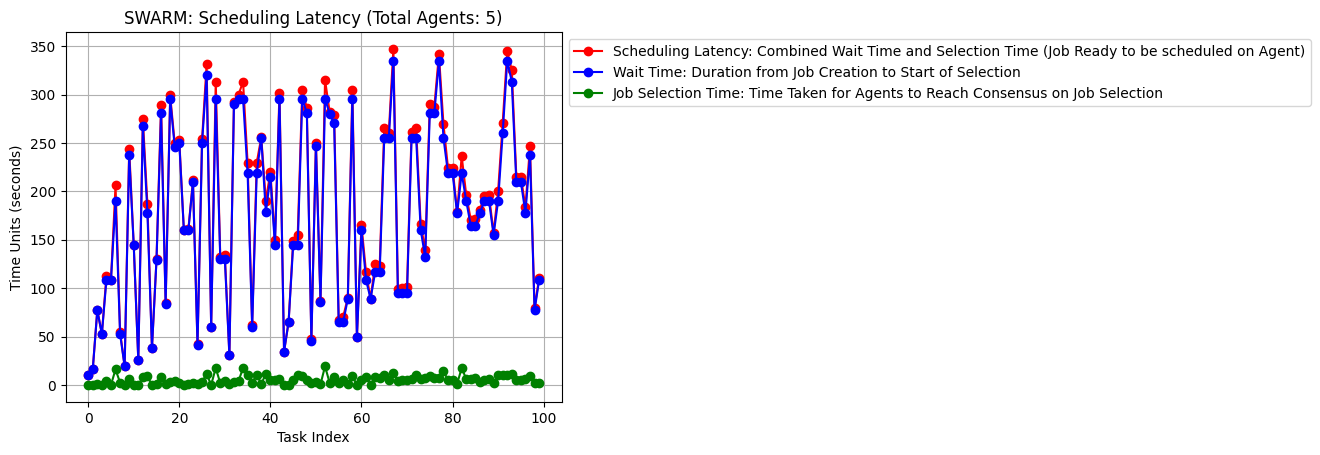 SWARM: Scheduling Latency (Total Agents: 5)
Scheduling Latency: Combined Wait Time and Selection Time (Job Ready to be scheduled on Agent)
Wait Time: Duration from Job Creation to Start of Selection
Job Selection Time: Time Taken for Agents to Reach Consensus on Job Selection
Time Units (seconds)
350
300
250
200
150
100
50
0
0 20 40 60 80 100
Task Index